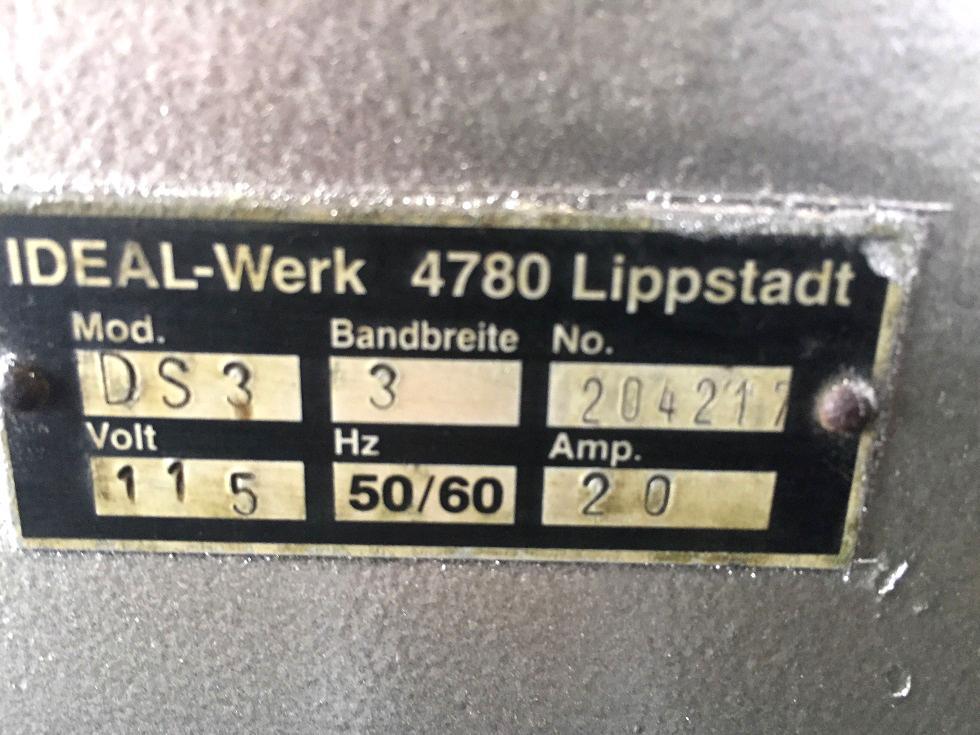 IDEAL-Werk 4780 Lippstadt
Mod. Bandbreite No.
DS3 3 204217
Volt Hz Amp.
115 50/60 20